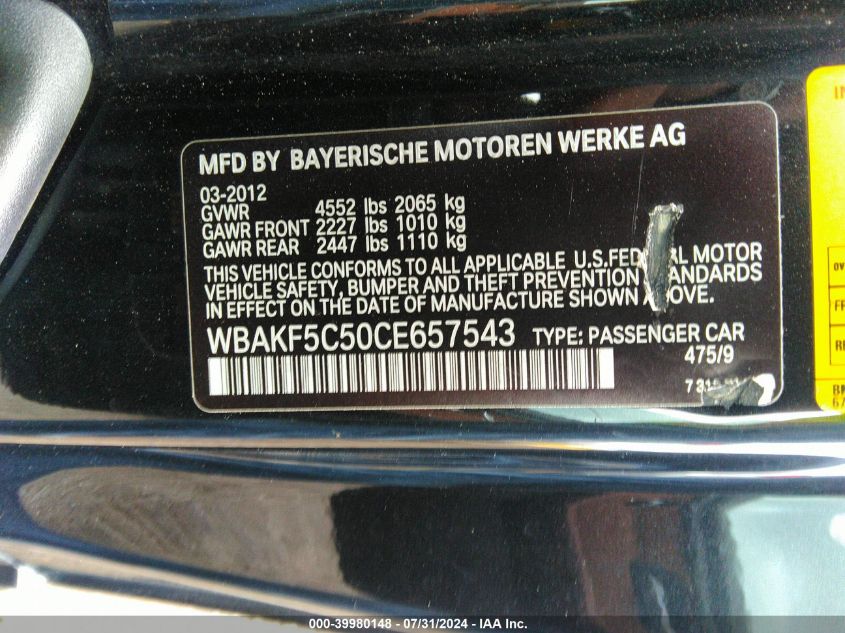 MFD BY BAYERISCHE MOTOREN WERKE AG
03-2012
GVWR 4552 lbs 2065 kg
GAWR FRONT 2227 lbs 1010 kg
GAWR REAR 2447 lbs 1110 kg
THIS VEHICLE CONFORMS TO ALL APPLICABLE U.S.FED MOTOR
VEHICLE SAFETY, BUMPER AND THEFT PREVENTION ANDARDS
IN EFFECT ON THE DATE OF MANUFACTURE SHOWN OVE.
WBAKF5C50CE657543 TYPE: PASSENGER CAR
475/9
000-39980148 - 07/31/2024 - IAA Inc.